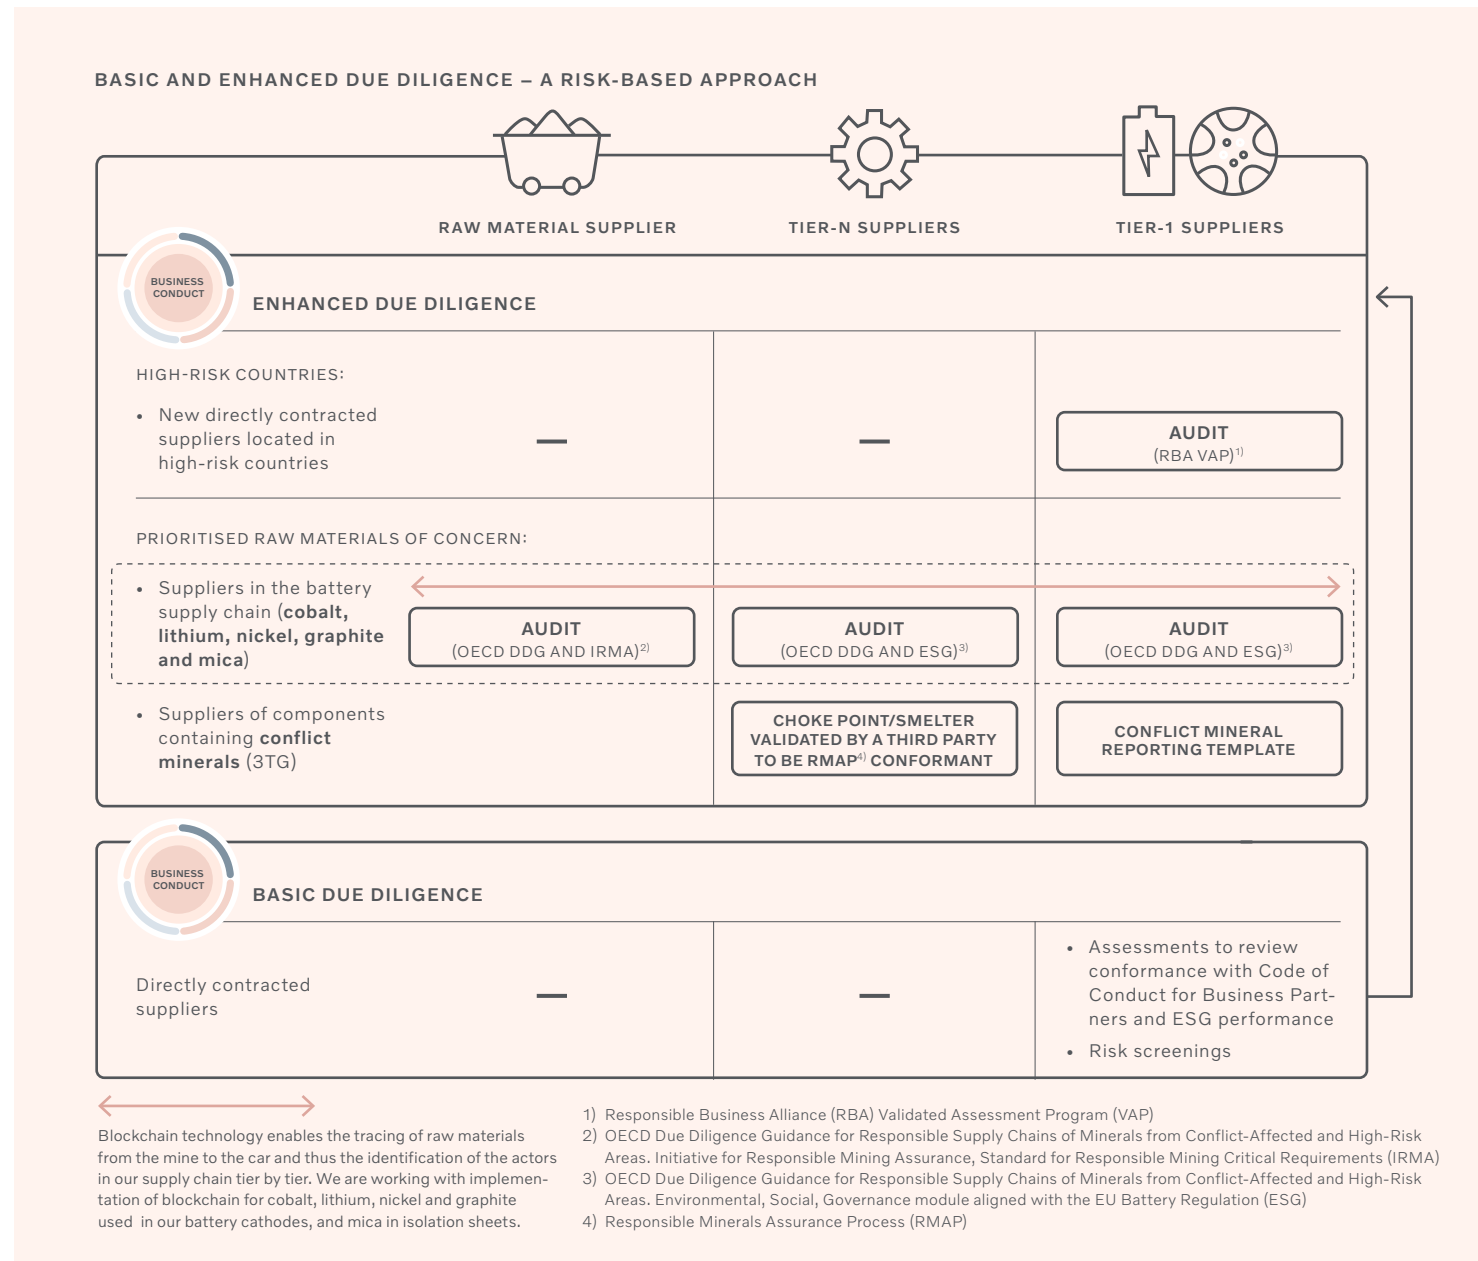 BASIC AND ENHANCED DUE DILIGENCE – A RISK-BASED APPROACH
RAW MATERIAL SUPPLIER
TIER-N SUPPLIERS
TIER-1 SUPPLIERS
BUSINESS
CONDUCT
ENHANCED DUE DILIGENCE
HIGH-RISK COUNTRIES:
• New directly contracted
suppliers located in
high-risk countries
—
—
AUDIT
(RBA VAP)1)
PRIORITISED RAW MATERIALS OF CONCERN:
• Suppliers in the battery
supply chain (cobalt,
lithium, nickel, graphite
and mica)
AUDIT
(OECD DDG AND IRMA)2)
AUDIT
(OECD DDG AND ESG)3)
AUDIT
(OECD DDG AND ESG)3)
• Suppliers of components
containing conflict
minerals (3TG)
CHOKE POINT/SMELTER
VALIDATED BY A THIRD PARTY
TO BE RMAP4) CONFORMANT
CONFLICT MINERAL
REPORTING TEMPLATE
BUSINESS
CONDUCT
BASIC DUE DILIGENCE
Directly contracted
suppliers
—
—
• Assessments to review
conformance with Code of
Conduct for Business Part-
ners and ESG performance
• Risk screenings
Blockchain technology enables the tracing of raw materials
from the mine to the car and thus the identification of the actors
in our supply chain tier by tier. We are working with implemen-
tation of blockchain for cobalt, lithium, nickel and graphite
used in our battery cathodes, and mica in isolation sheets.
1) Responsible Business Alliance (RBA) Validated Assessment Program (VAP)
2) OECD Due Diligence Guidance for Responsible Supply Chains of Minerals from Conflict-Affected and High-Risk
Areas. Initiative for Responsible Mining Assurance, Standard for Responsible Mining Critical Requirements (IRMA)
3) OECD Due Diligence Guidance for Responsible Supply Chains of Minerals from Conflict-Affected and High-Risk
Areas. Environmental, Social, Governance module aligned with the EU Battery Regulation (ESG)
4) Responsible Minerals Assurance Process (RMAP)